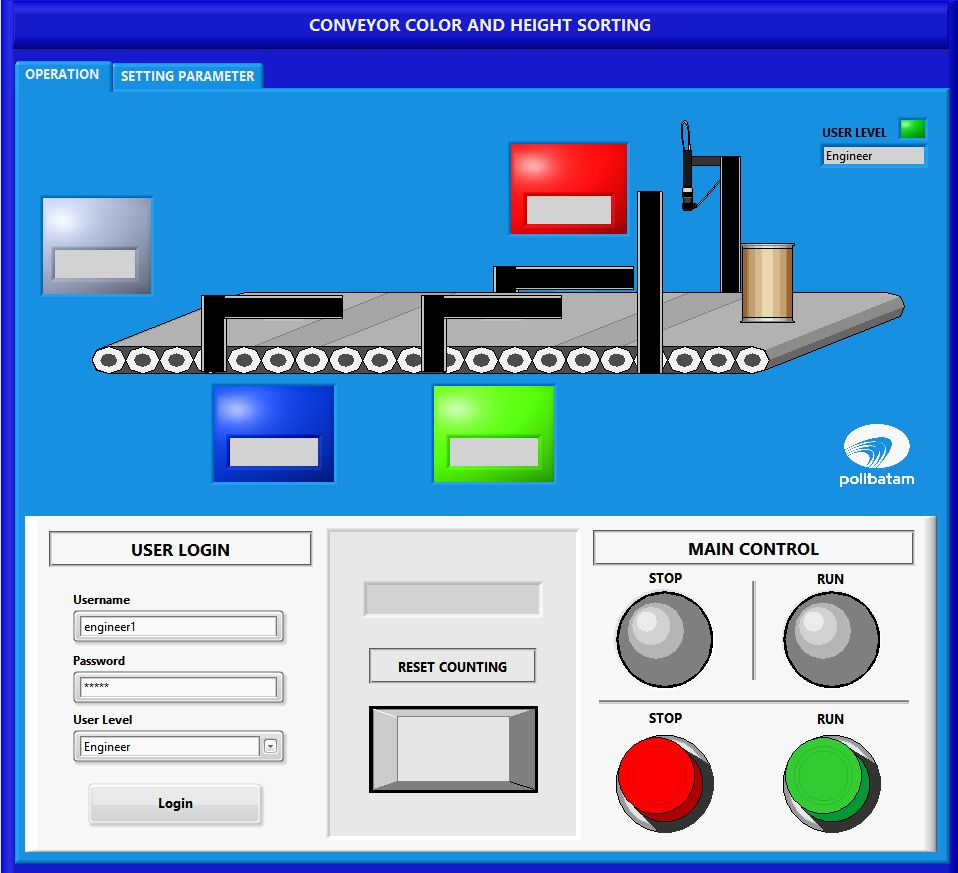 CONVEYOR COLOR AND HEIGHT SORTING
OPERATION
SETTING PARAMETER
USER LEVEL
Engineer
polibatam
USER LOGIN
Username
engineer1
Password
*****
User Level
Engineer
Login
RESET COUNTING
MAIN CONTROL
STOP
RUN
STOP
RUN